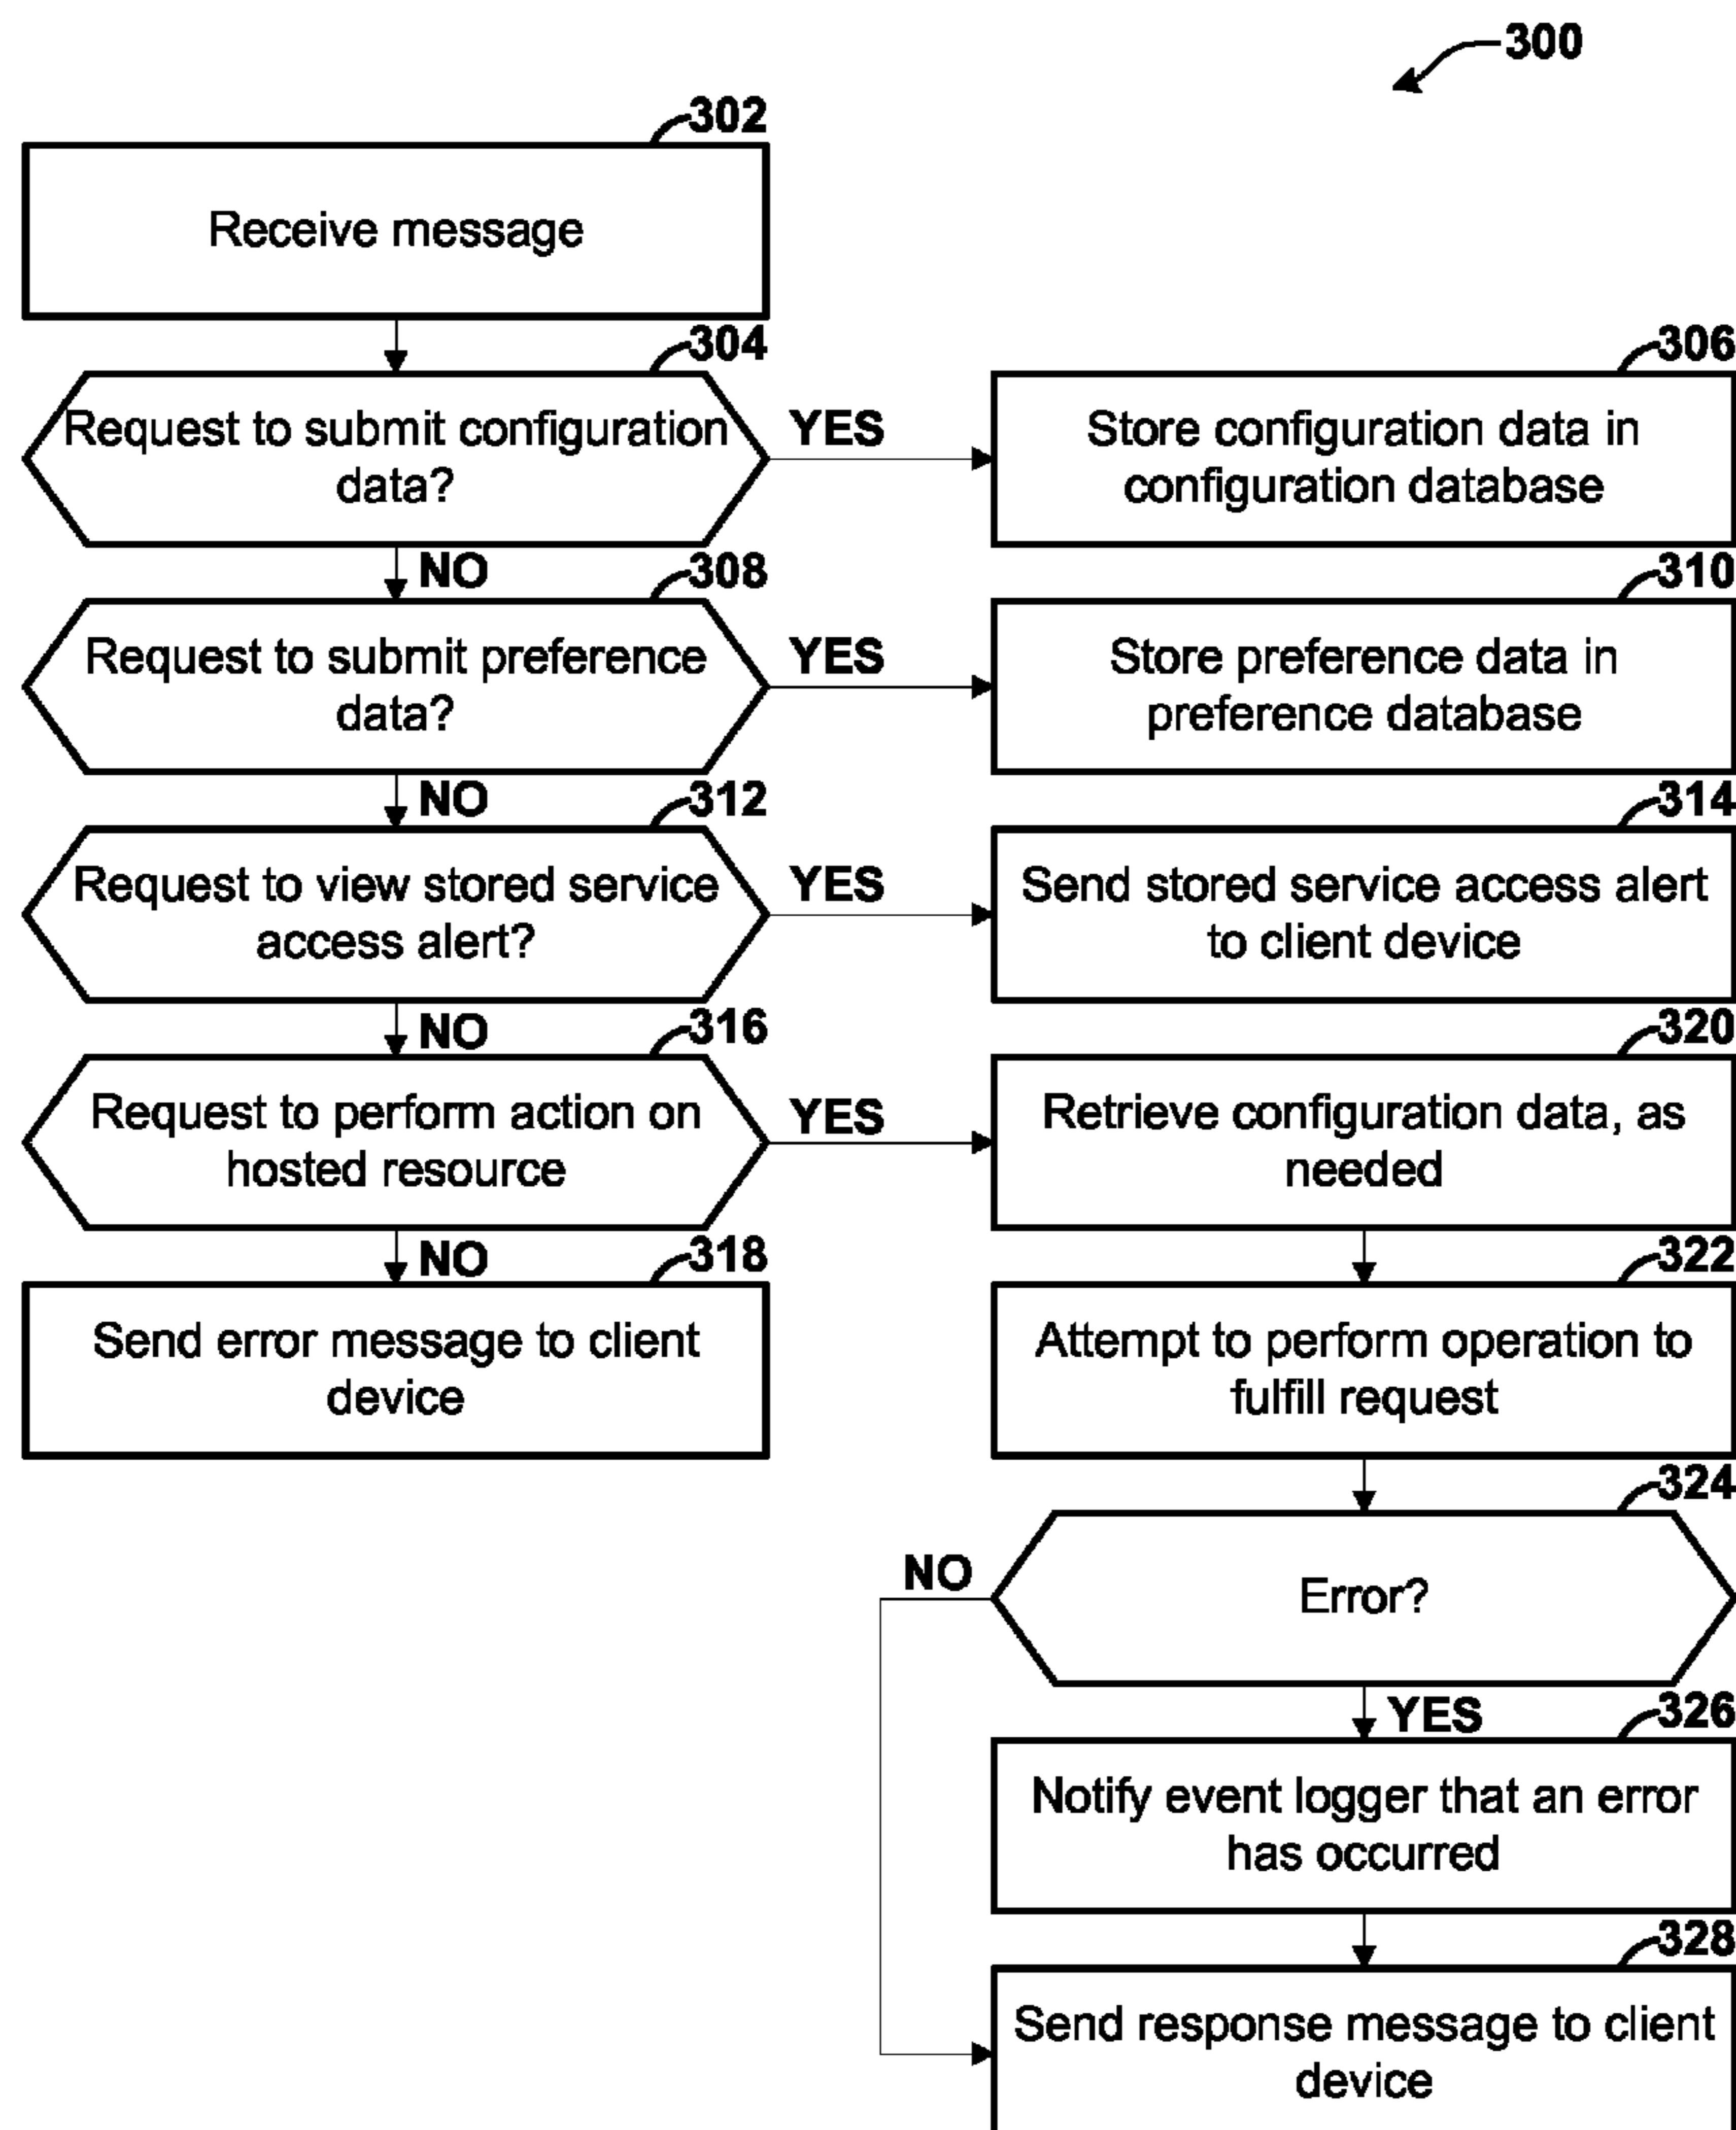 300
302
Receive message
304
Request to submit configuration
data?
YES
306
Store configuration data in
configuration database
NO
308
Request to submit preference
data?
YES
310
Store preference data in
preference database
NO
312
Request to view stored service
access alert?
YES
314
Send stored service access alert
to client device
NO
316
Request to perform action on
hosted resource
YES
320
Retrieve configuration data, as
needed
NO
318
Send error message to client
device
322
Attempt to perform operation to
fulfill request
324
Error?
NO
YES
326
Notify event logger that an error
has occurred
328
Send response message to client
device